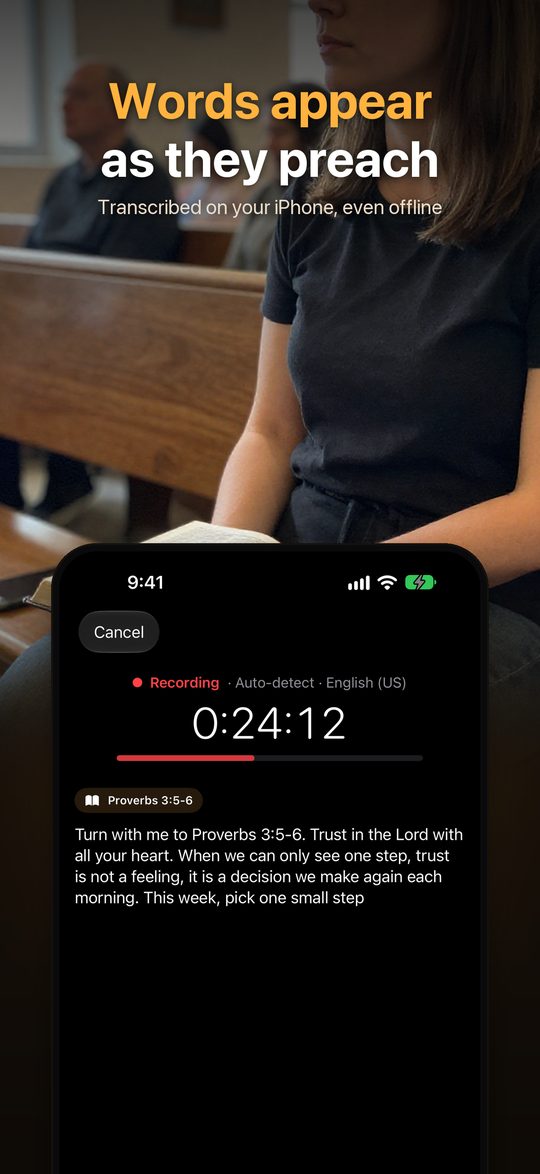 Words appear
as they preach
Transcribed on your iPhone, even offline
9:41
Cancel
Recording · Auto-detect · English (US)
0:24:12
Proverbs 3:5-6
Turn with me to Proverbs 3:5-6. Trust in the Lord with
all your heart. When we can only see one step, trust
is not a feeling, it is a decision we make again each
morning. This week, pick one small step